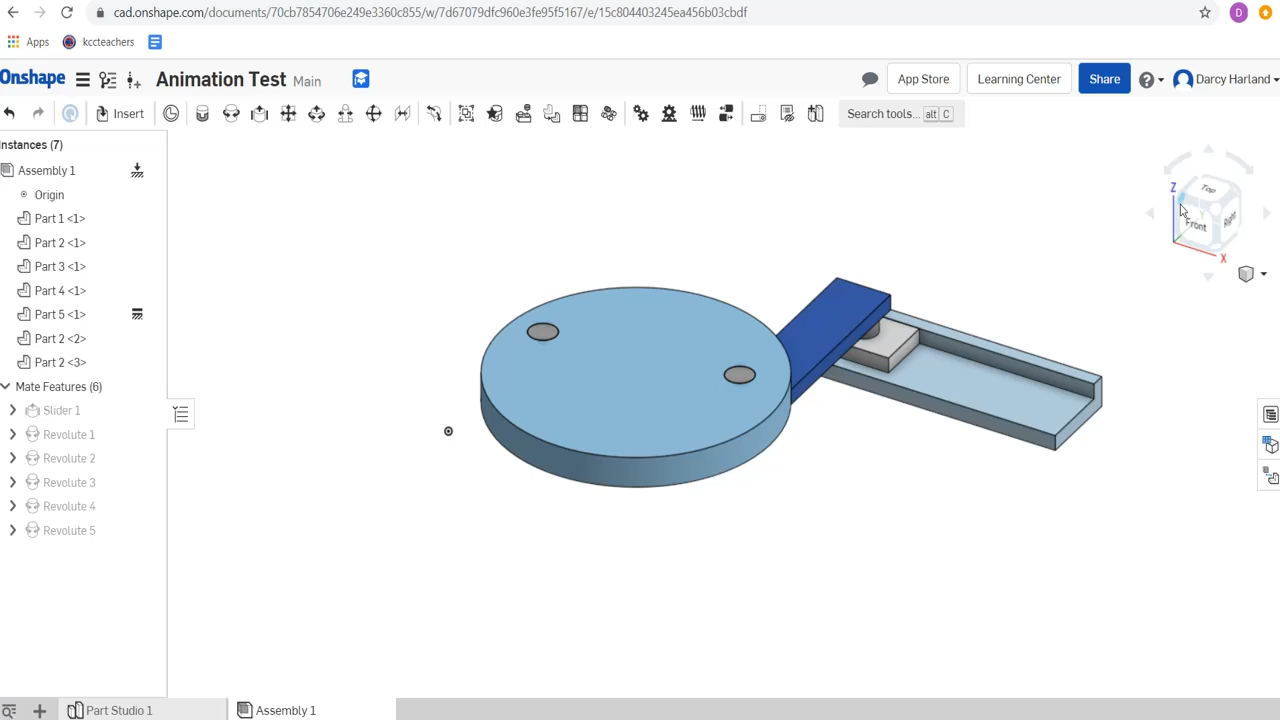 cad.onshape.com/documents/70cb7854706e249e3360c855/w/7d67079dfc960e3fe95f5167/e/15c804403245ea456b03cbdf
D
Apps kccteachers
Onshape Animation Test Main App Store Learning Center Share Darcy Harland
Insert Search tools... alt C
nstances (7)
Assembly 1
Origin
Part 1 <1>
Part 2 <1>
Part 3 <1>
Part 4 <1>
Part 5 <1>
Part 2 <2>
Part 2 <3>
Mate Features (6)
Slider 1
Revolute 1
Revolute 2
Revolute 3
Revolute 4
Revolute 5
Z
Top
Front
Right
X
Part Studio 1
Assembly 1